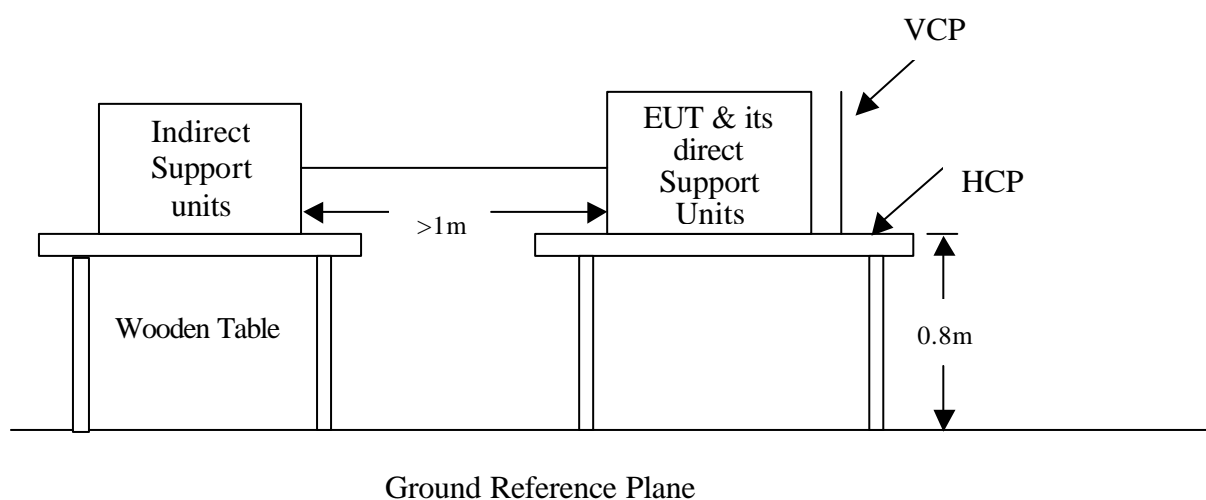 VCP
Indirect
Support
units
EUT & its
direct
Support
Units
HCP
>1m
Wooden Table
0.8m
Ground Reference Plane